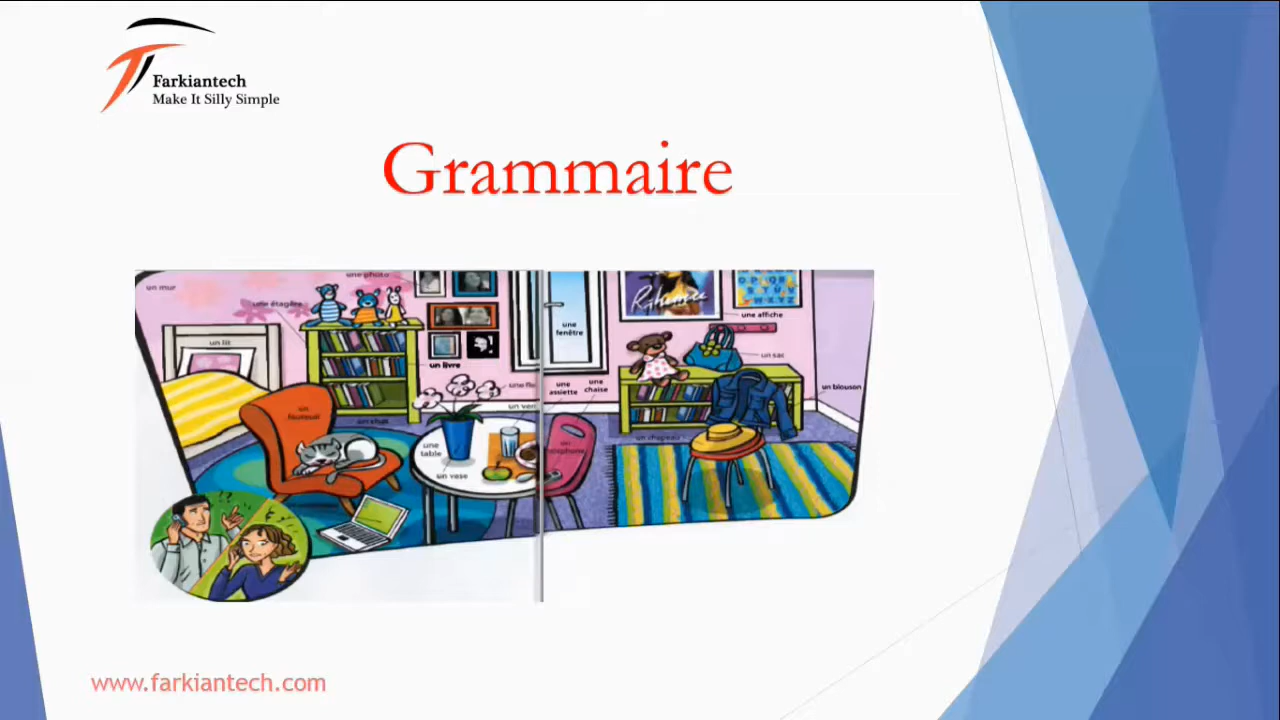 Farkiantech
Make It Silly Simple
Grammaire
une photo
un mur
une étagère
une affiche
une
fenêtre
un lit
un sac
un livre
une
assiette
une
chaise
un blouson
un
fauteuil
un chat
un chapeau
une
table
un
un vase
www.farkiantech.com